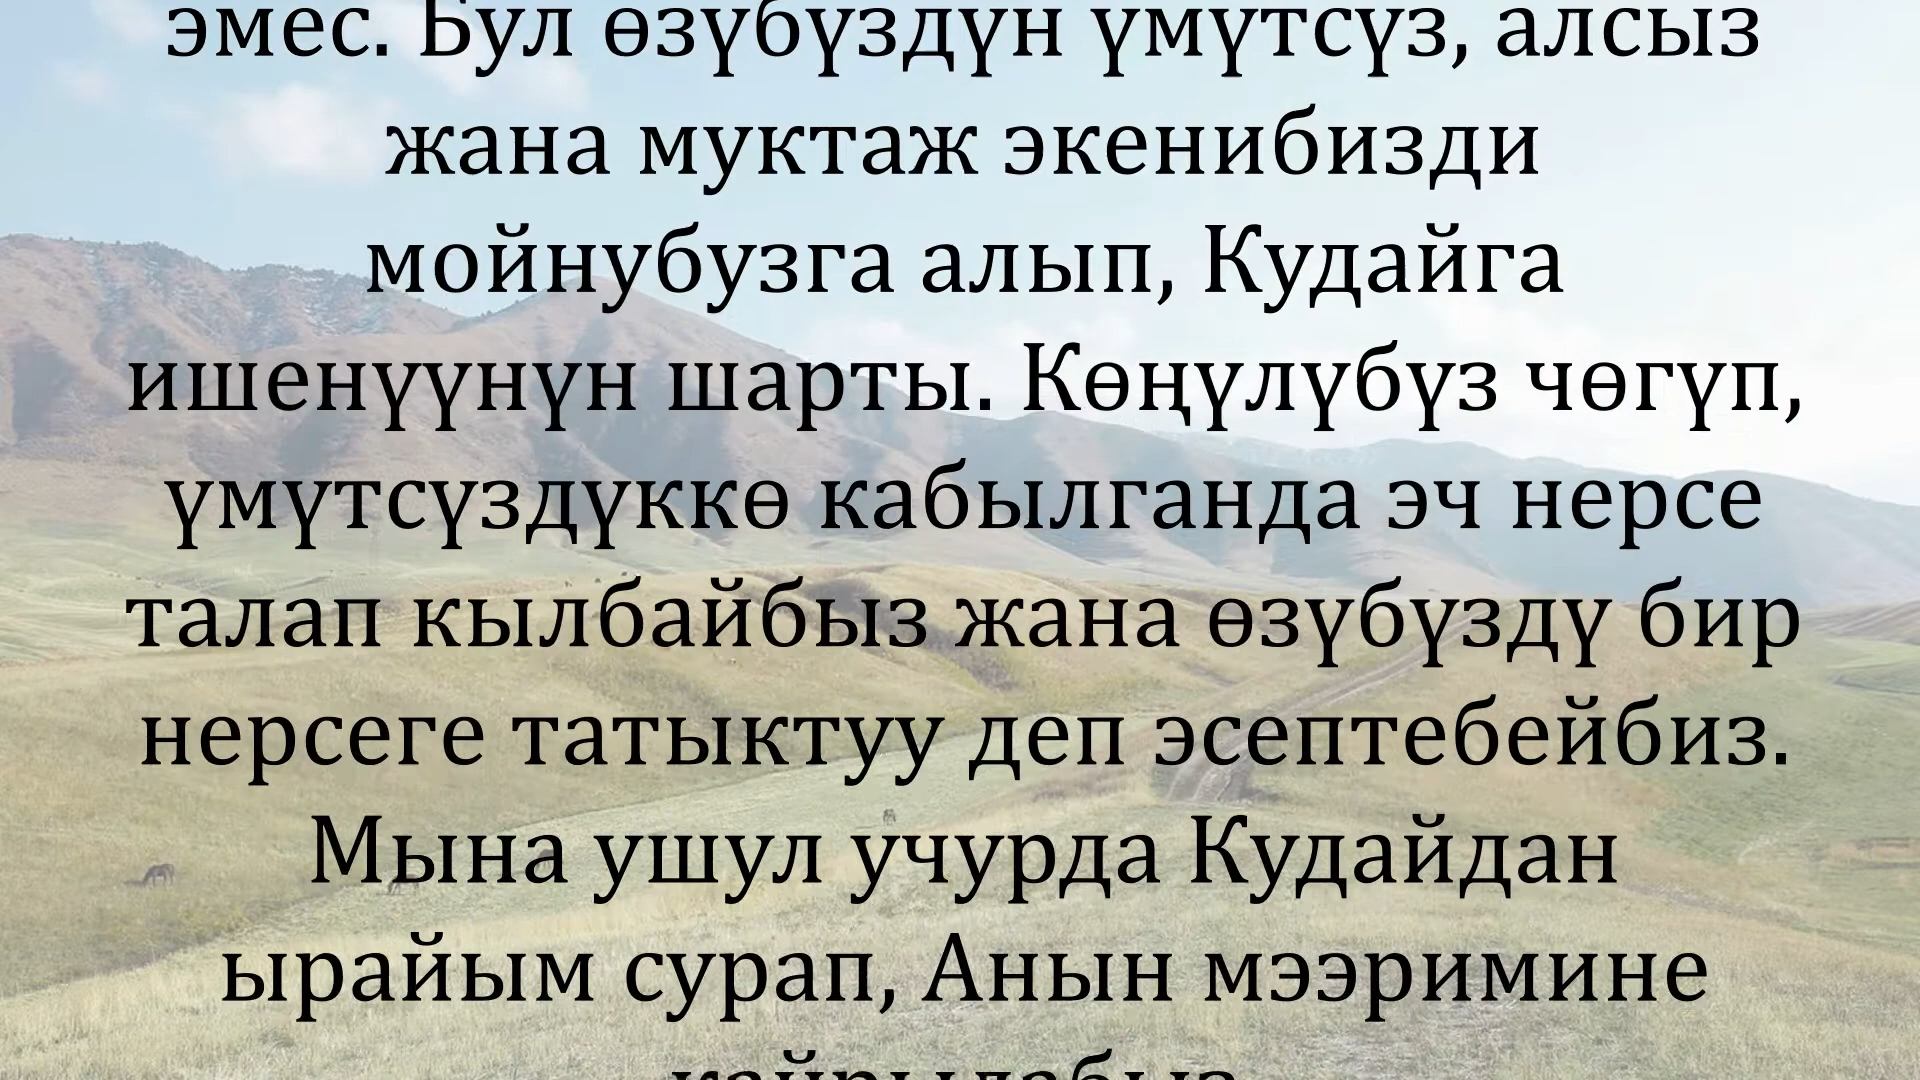 эмес. Бул өзүбүздүн үмүтсүз, алсыз
жана муктаж экенибизди
мойнубузга алып, Кудайга
ишенүүнүн шарты. Көңүлүбүз чөгүп,
үмүтсүздүккө кабылганда эч нерсе
талап кылбайбыз жана өзүбүздү бир
нерсеге татыктуу деп эсептебейбиз.
Мына ушул учурда Кудайдан
ырайым сурап, Анын мээримине
кайрылабыз